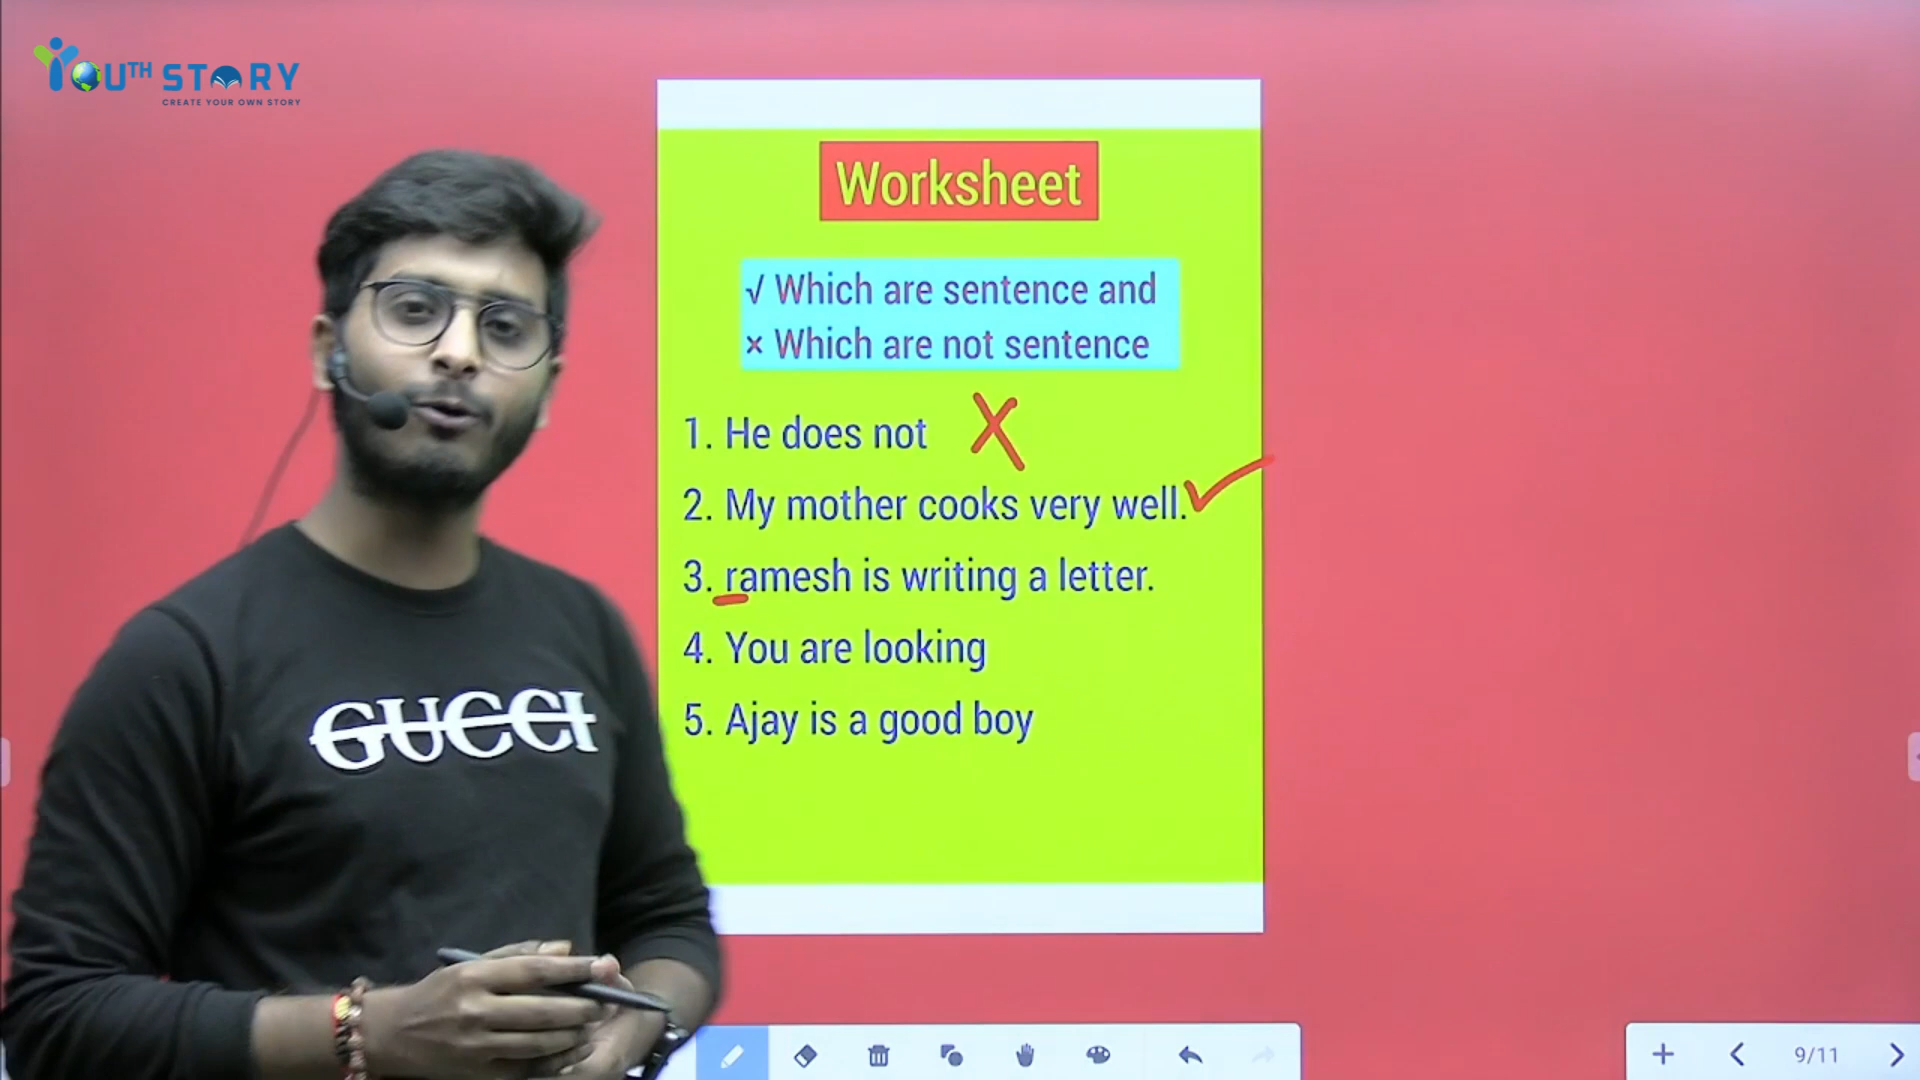 YOUTH STORY
CREATE YOUR OWN STORY
Worksheet
√ Which are sentence and
× Which are not sentence
1. He does not
2. My mother cooks very well.
3. ramesh is writing a letter.
4. You are looking
5. Ajay is a good boy
GUCCI
9/11